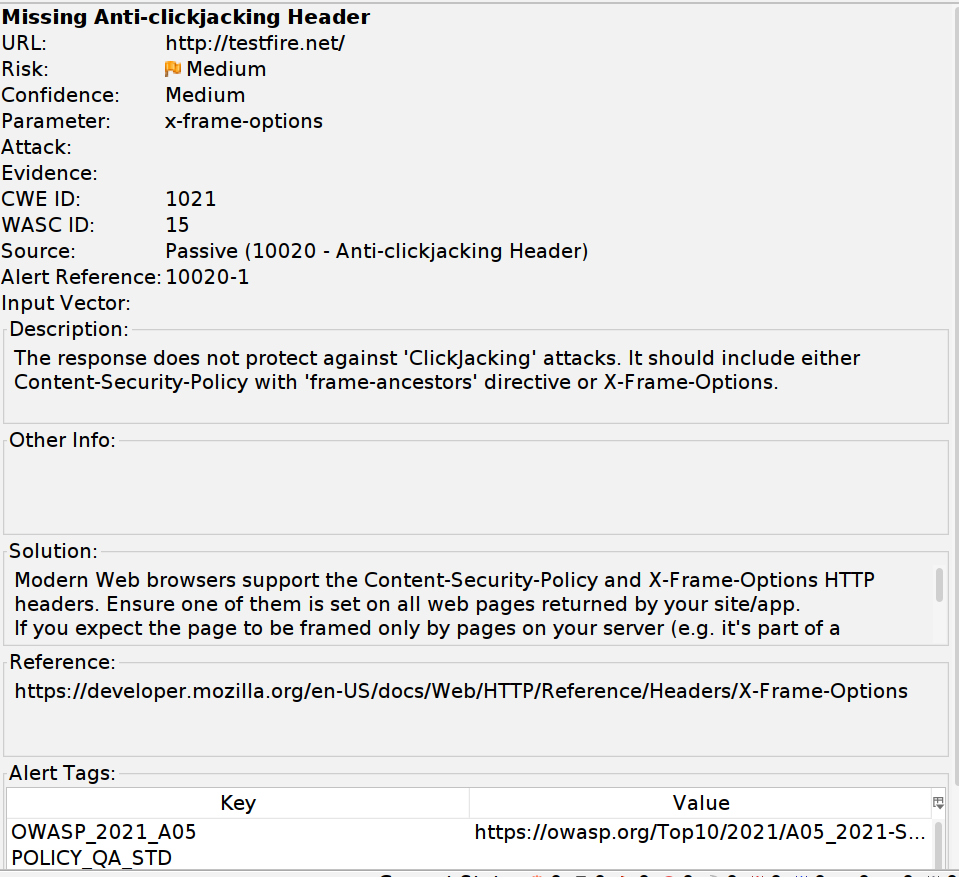 Missing Anti-clickjacking Header
URL: http://testfire.net/
Risk: Medium
Confidence: Medium
Parameter: x-frame-options
Attack:
Evidence:
CWE ID: 1021
WASC ID: 15
Source: Passive (10020 - Anti-clickjacking Header)
Alert Reference: 10020-1
Input Vector:
Description:
The response does not protect against 'ClickJacking' attacks. It should include either
Content-Security-Policy with 'frame-ancestors' directive or X-Frame-Options.
Other Info:
Solution:
Modern Web browsers support the Content-Security-Policy and X-Frame-Options HTTP
headers. Ensure one of them is set on all web pages returned by your site/app.
If you expect the page to be framed only by pages on your server (e.g. it's part of a
Reference:
https://developer.mozilla.org/en-US/docs/Web/HTTP/Reference/Headers/X-Frame-Options
Alert Tags:
Key Value
OWASP_2021_A05 https://owasp.org/Top10/2021/A05_2021-S...
POLICY_QA_STD